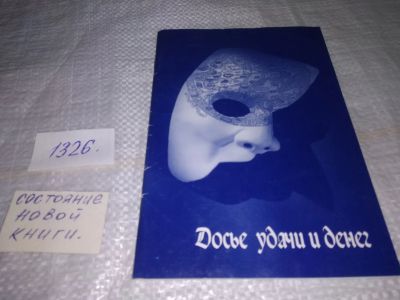 1326.
состояние
новой
книги.
Досье удачи и денег